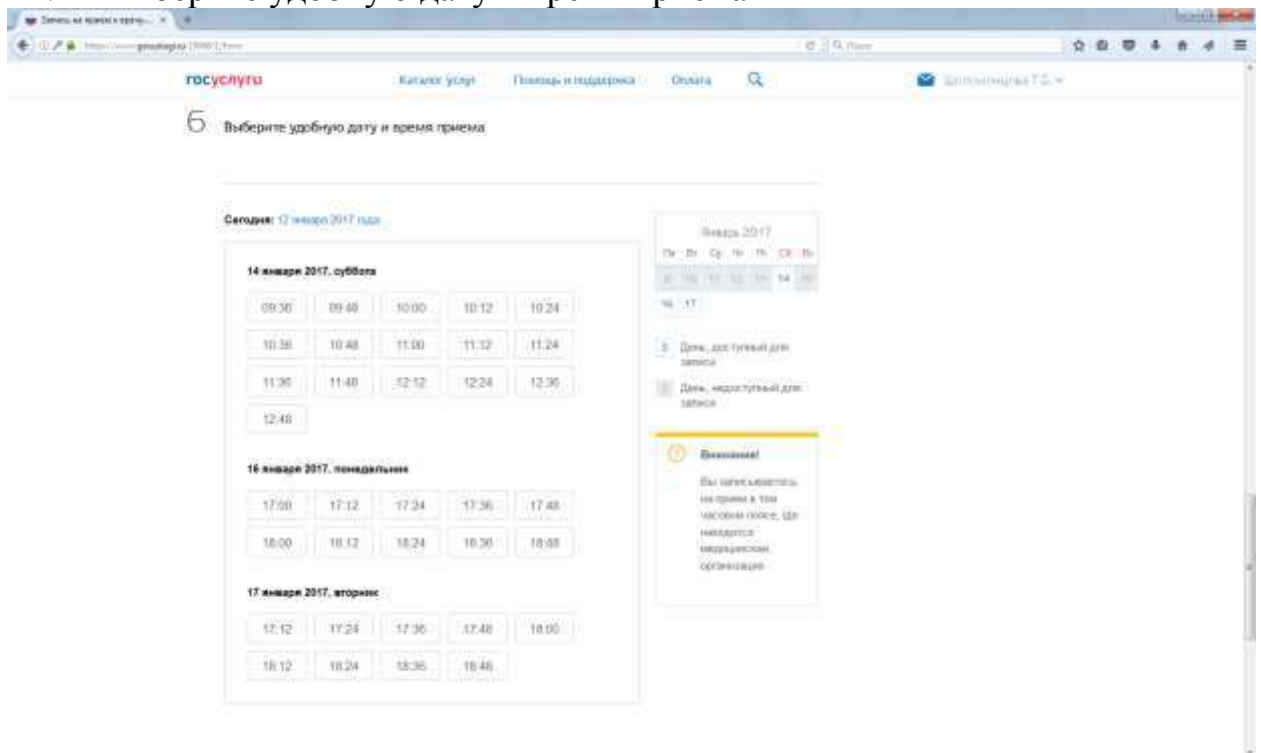 Запись на прием к врачу...
госуслуги
Каталог услуг
Помощь и поддержка
Оплата
6
Выберите удобную дату и время приема
Сегодня: 12 января 2017 года
14 января 2017, суббота
09:36 09:48 10:00 10:12 10:24
10:36 10:48 11:00 11:12 11:24
11:36 11:48 12:12 12:24 12:36
12:48
16 января 2017, понедельник
17:00 17:12 17:24 17:36 17:48
18:00 18:12 18:24 18:36 18:48
17 января 2017, вторник
17:12 17:24 17:36 17:48 18:00
18:12 18:24 18:36 18:48
Январь 2017
Пн Вт Ср Чт Пт Сб Вс
14
16 17
День, доступный для
записи
День, недоступный для
записи
Внимание!
Вы записываетесь
на прием в том
часовом поясе, где
находится
медицинская
организация